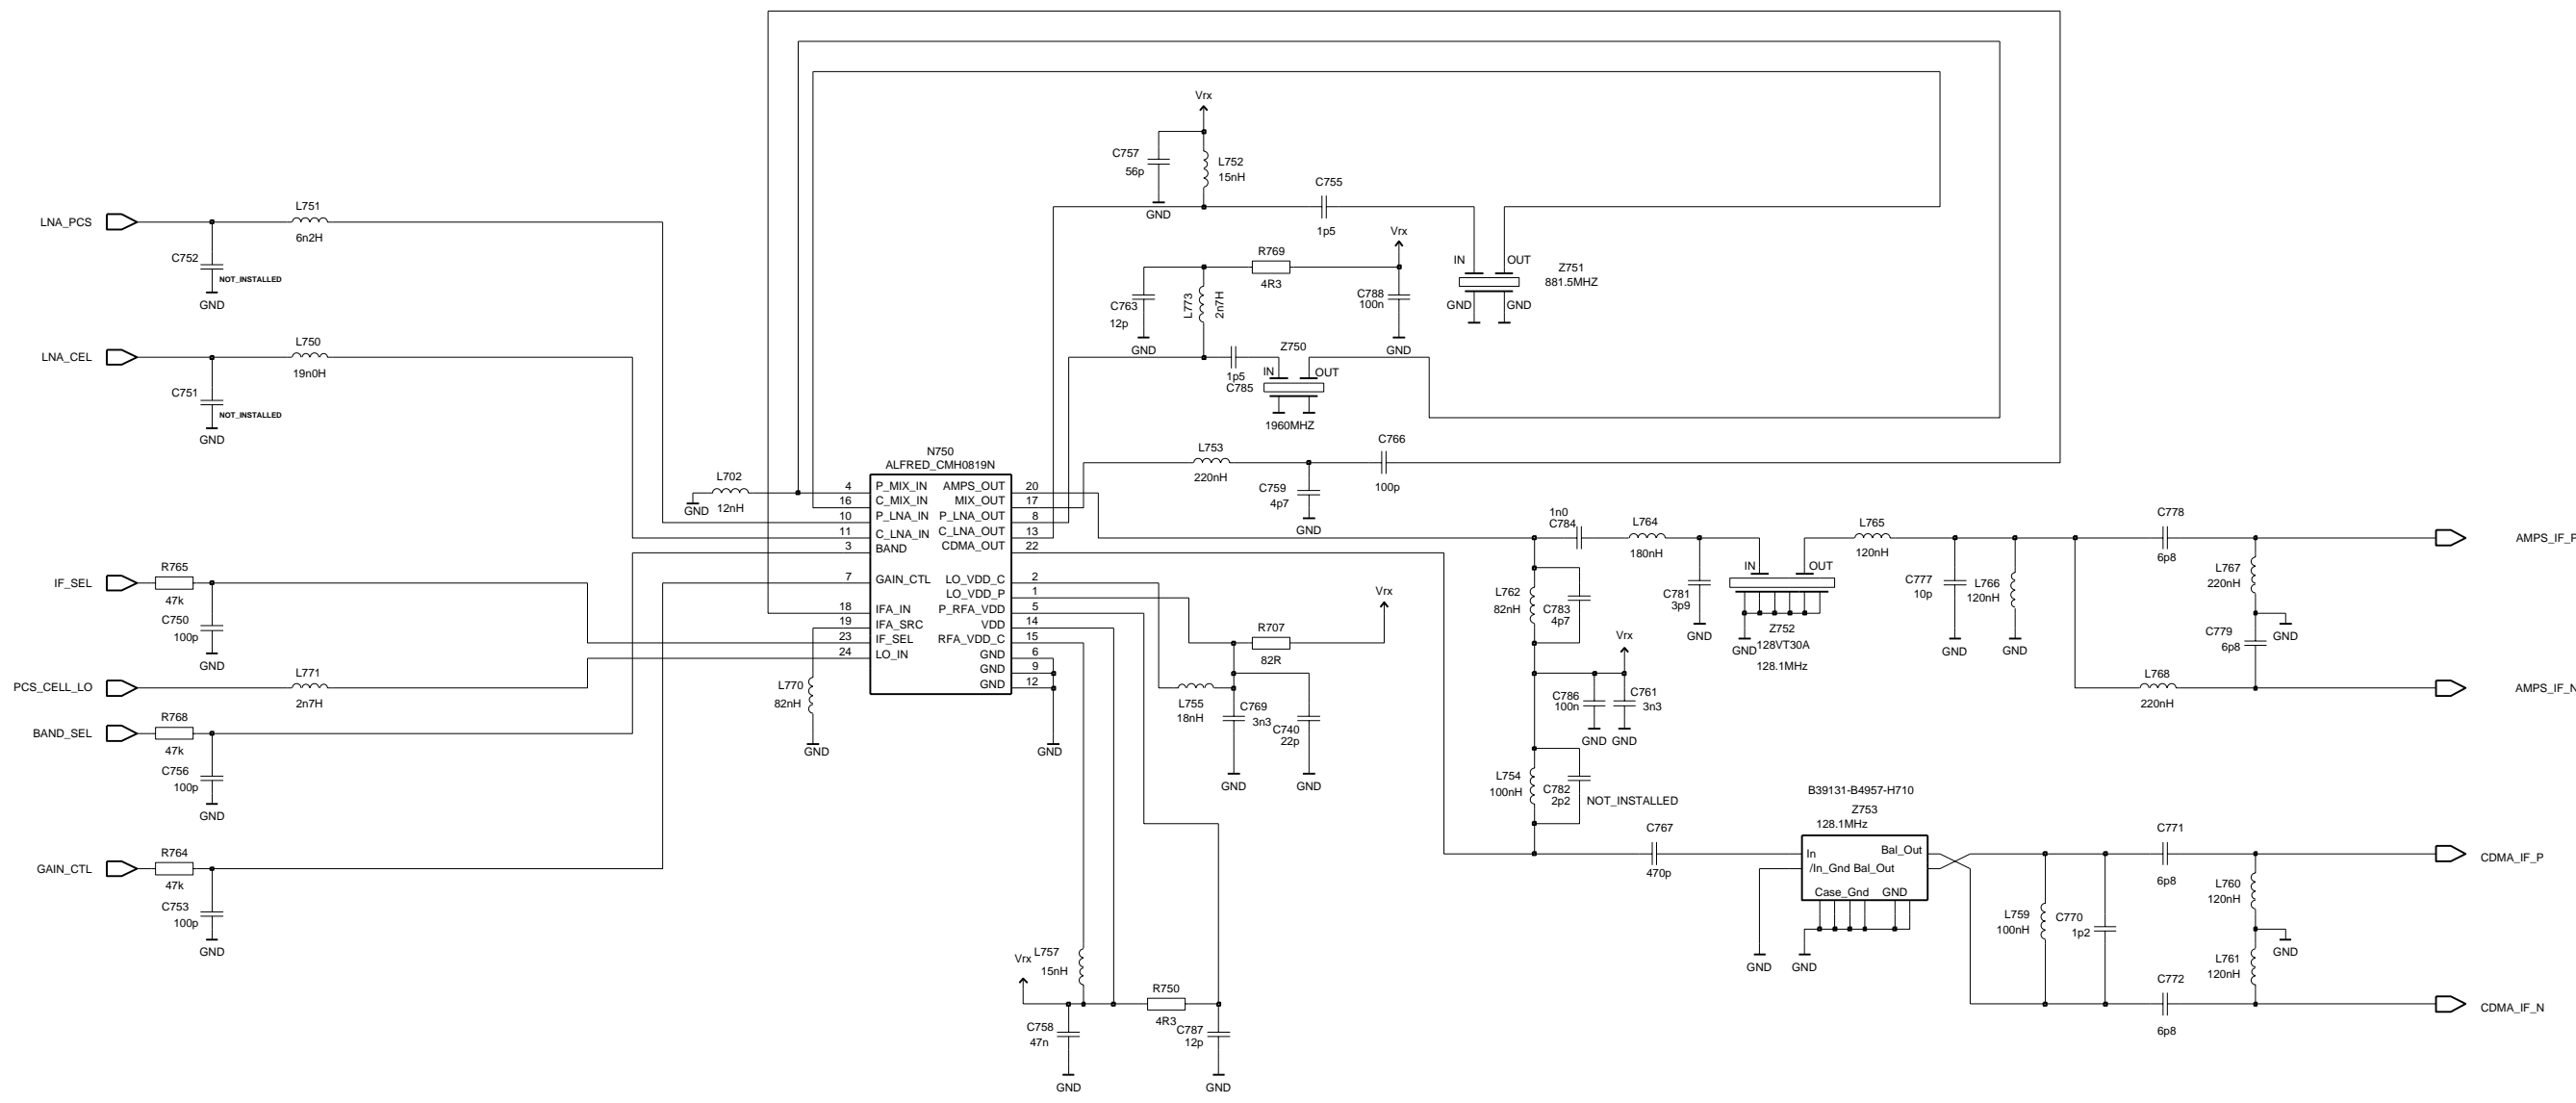 Vrx
C757
56p
L752
15nH
GND
C755
1p5
LNA_PCS
L751
6n2H
C752
NOT_INSTALLED
GND
Vrx
R769
4R3
C763
12p
GND
L773
2n7H
C788
100n
GND
IN
OUT
Z751
881.5MHZ
GND
GND
LNA_CEL
L750
19n0H
C751
NOT_INSTALLED
GND
Z750
1p5
C785
IN
OUT
1960MHZ
N750
ALFRED_CMH0819N
L702
12nH
GND
4 P_MIX_IN AMPS_OUT 20
16 C_MIX_IN MIX_OUT 17
10 P_LNA_IN P_LNA_OUT 8
11 C_LNA_IN C_LNA_OUT 13
3 BAND CDMA_OUT 22
7 GAIN_CTL LO_VDD_C 2
LO_VDD_P 1
18 IFA_IN P_RFA_VDD 5
19 IFA_SRC VDD 14
23 IF_SEL RFA_VDD_C 15
24 LO_IN GND 6
GND 9
GND 12
L753
220nH
C759
4p7
GND
C766
100p
IF_SEL
R765
47k
C750
100p
GND
PCS_CELL_LO
L771
2n7H
BAND_SEL
R768
47k
C756
100p
GND
GAIN_CTL
R764
47k
C753
100p
GND
L770
82nH
GND
GND
Vrx
R707
82R
L755
18nH
C769
3n3
C740
22p
GND
GND
1n0
C784
L764
180nH
L762
82nH
C783
4p7
C781
3p9
GND
IN
OUT
GND
Z752
128VT30A
128.1MHz
L765
120nH
C777
10p
GND
L766
120nH
GND
C778
6p8
L767
220nH
GND
C779
6p8
L768
220nH
AMPS_IF_P
AMPS_IF_N
Vrx
C786
100n
C761
3n3
GND
GND
L754
100nH
C782
2p2
NOT_INSTALLED
C767
470p
B39131-B4957-H710
Z753
128.1MHz
In
Bal_Out
/In_Gnd Bal_Out
Case_Gnd GND
GND
GND
L759
100nH
C770
1p2
C771
6p8
L760
120nH
GND
L761
120nH
C772
6p8
CDMA_IF_P
CDMA_IF_N
Vrx
L757
15nH
C758
47n
GND
R750
4R3
C787
12p
GND